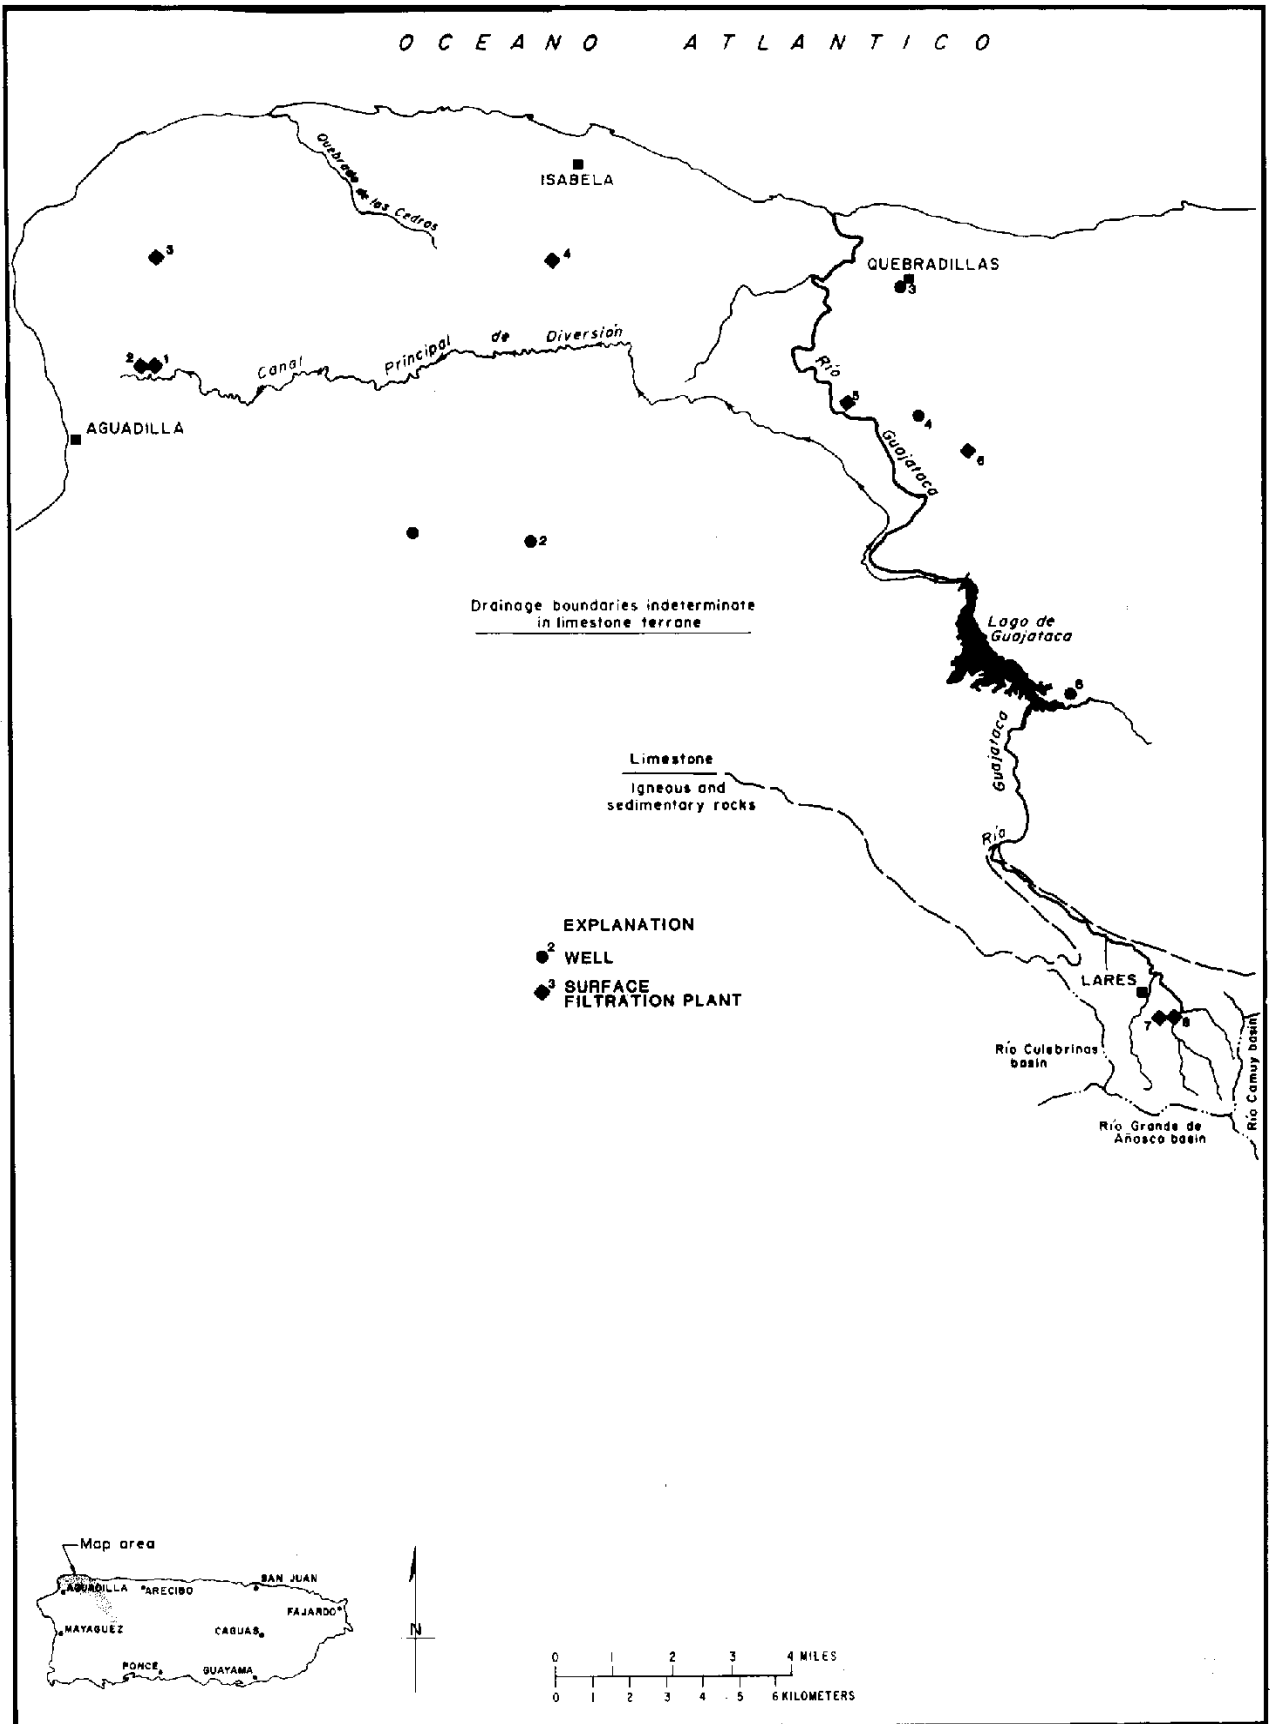 OCEANO ATLANTICO
Quebrada de los Cedros
ISABELA
3
4
QUEBRADILLAS
3
Canal Principal de Diversión
2 1
Río Guajataca
5
4
6
AGUADILLA
2
Drainage boundaries indeterminate
in limestone terrane
Lago de
Guajataca
Guajataca
Río
Limestone
Igneous and
sedimentary rocks
EXPLANATION
2 WELL
3 SURFACE
FILTRATION PLANT
LARES
7 8
Río Culebrinas
basin
Río Camuy basin
Río Grande de
Añasco basin
Map area
AGUADILLA
ARECIBO
SAN JUAN
FAJARDO
MAYAGUEZ
CAGUAS
PONCE
GUAYAMA
N
0 1 2 3 4 MILES
0 1 2 3 4 5 6 KILOMETERS